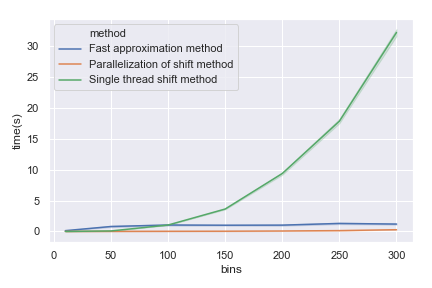 method
Fast approximation method
Parallelization of shift method
Single thread shift method
30
25
20
15
10
5
0
time(s)
0 50 100 150 200 250 300
bins